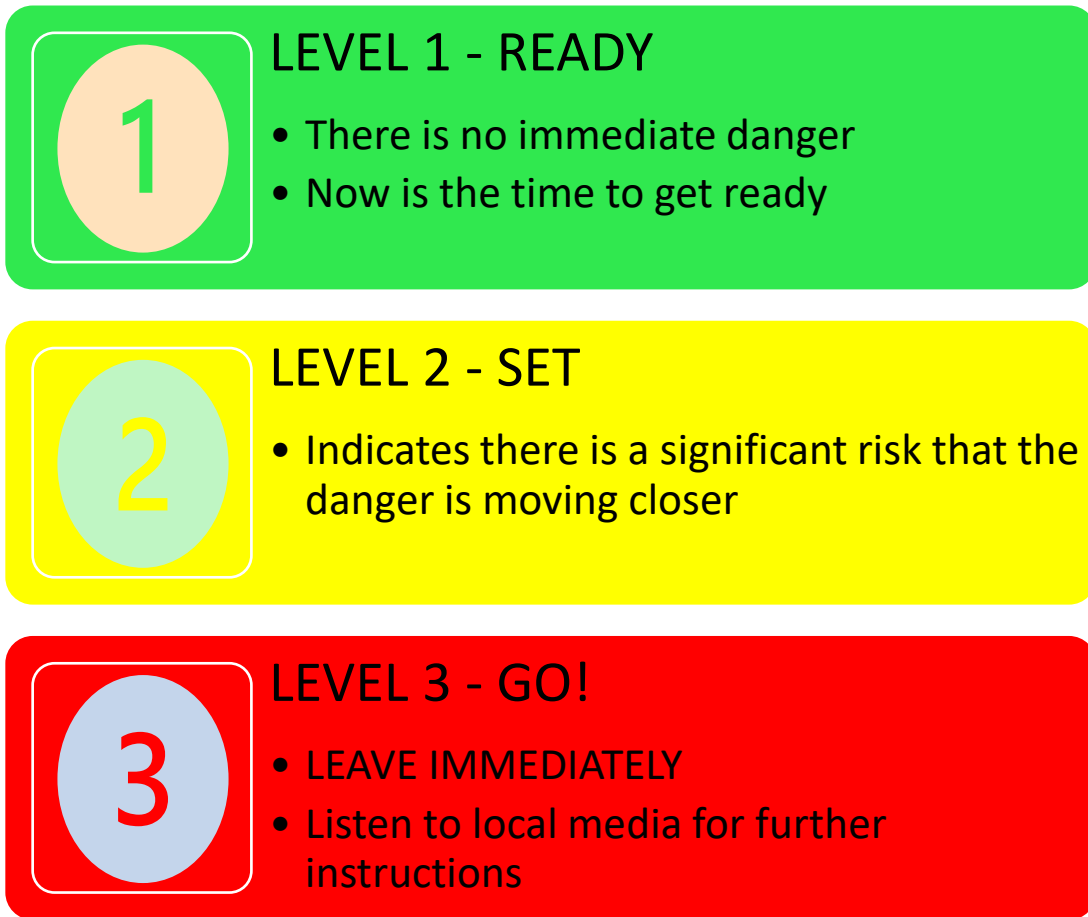 1
LEVEL 1 - READY
• There is no immediate danger
• Now is the time to get ready
2
LEVEL 2 - SET
• Indicates there is a significant risk that the
danger is moving closer
3
LEVEL 3 - GO!
• LEAVE IMMEDIATELY
• Listen to local media for further
instructions